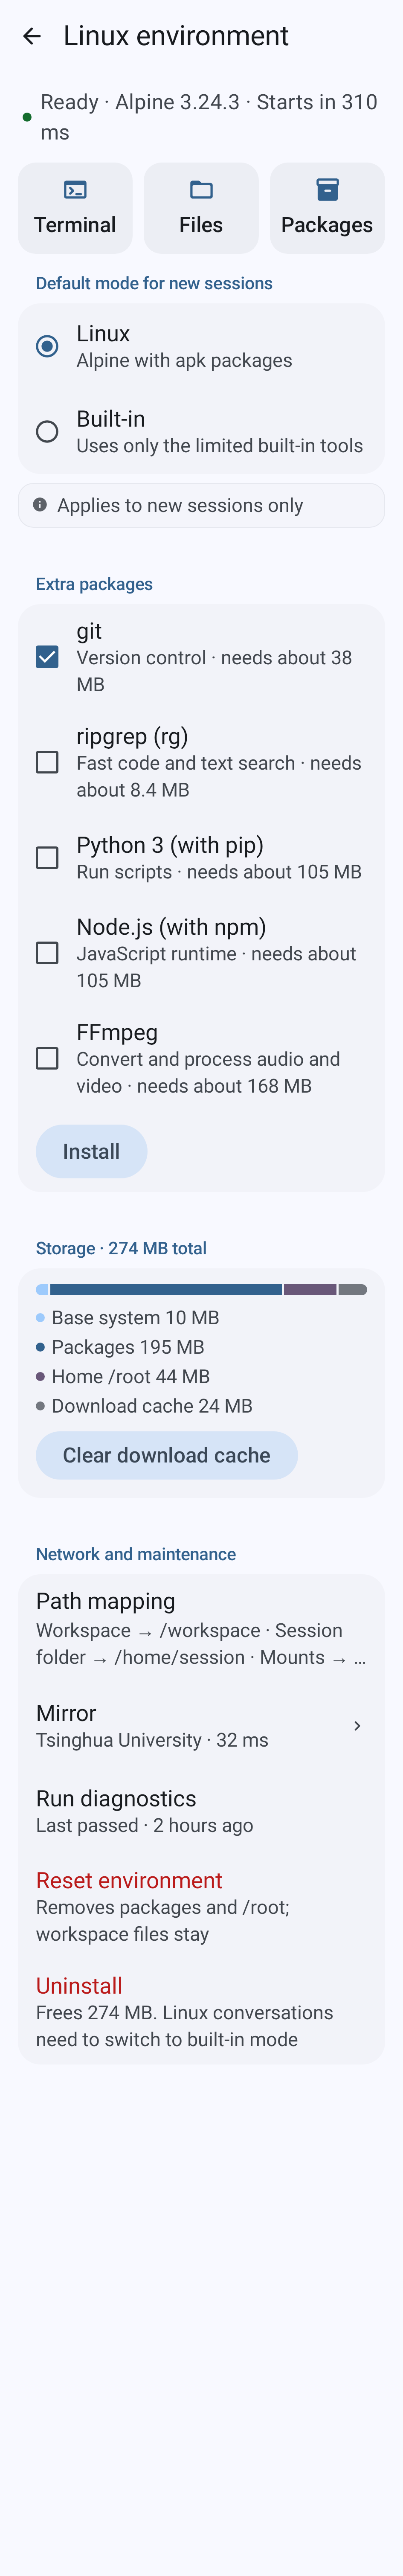 Linux environment
Ready · Alpine 3.24.3 · Starts in 310
ms
Terminal
Files
Packages
Default mode for new sessions
Linux
Alpine with apk packages
Built-in
Uses only the limited built-in tools
Applies to new sessions only
Extra packages
git
Version control · needs about 38
MB
ripgrep (rg)
Fast code and text search · needs
about 8.4 MB
Python 3 (with pip)
Run scripts · needs about 105 MB
Node.js (with npm)
JavaScript runtime · needs about
105 MB
FFmpeg
Convert and process audio and
video · needs about 168 MB
Install
Storage · 274 MB total
Base system 10 MB
Packages 195 MB
Home /root 44 MB
Download cache 24 MB
Clear download cache
Network and maintenance
Path mapping
Workspace → /workspace · Session
folder → /home/session · Mounts → ...
Mirror
Tsinghua University · 32 ms
Run diagnostics
Last passed · 2 hours ago
Reset environment
Removes packages and /root;
workspace files stay
Uninstall
Frees 274 MB. Linux conversations
need to switch to built-in mode